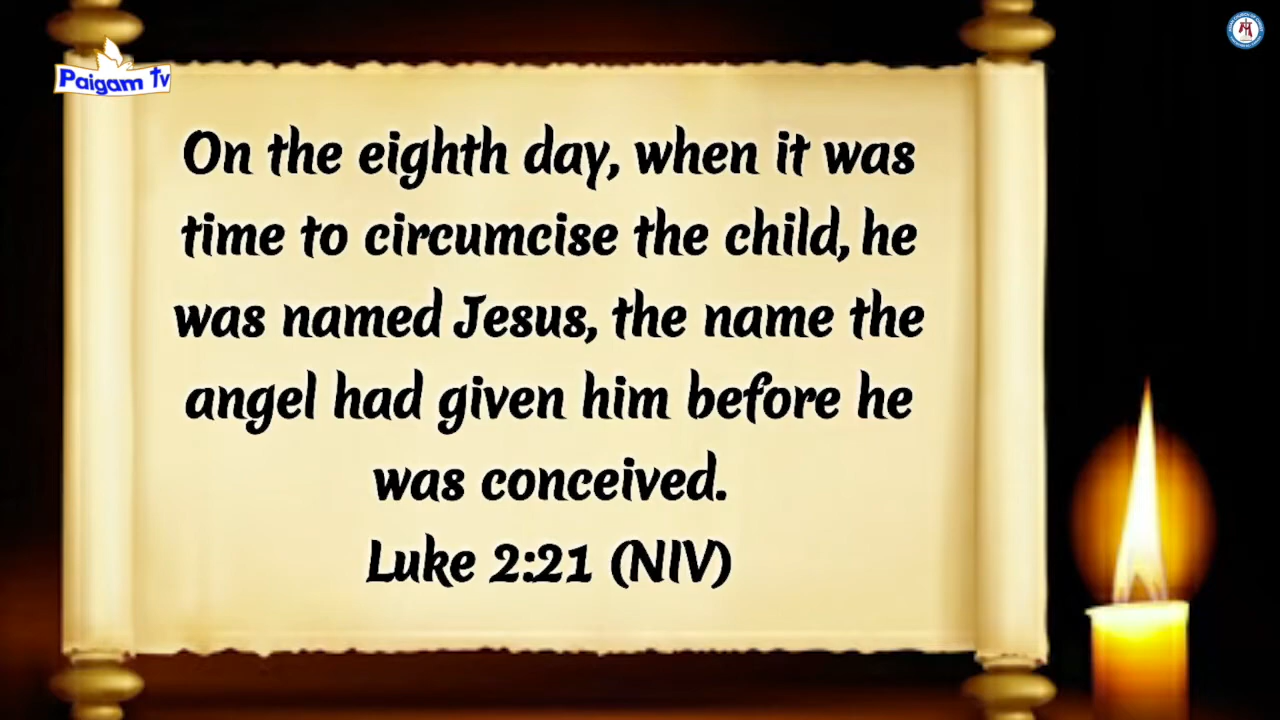 Paigam Tv
On the eighth day, when it was
time to circumcise the child, he
was named Jesus, the name the
angel had given him before he
was conceived.
Luke 2:21 (NIV)